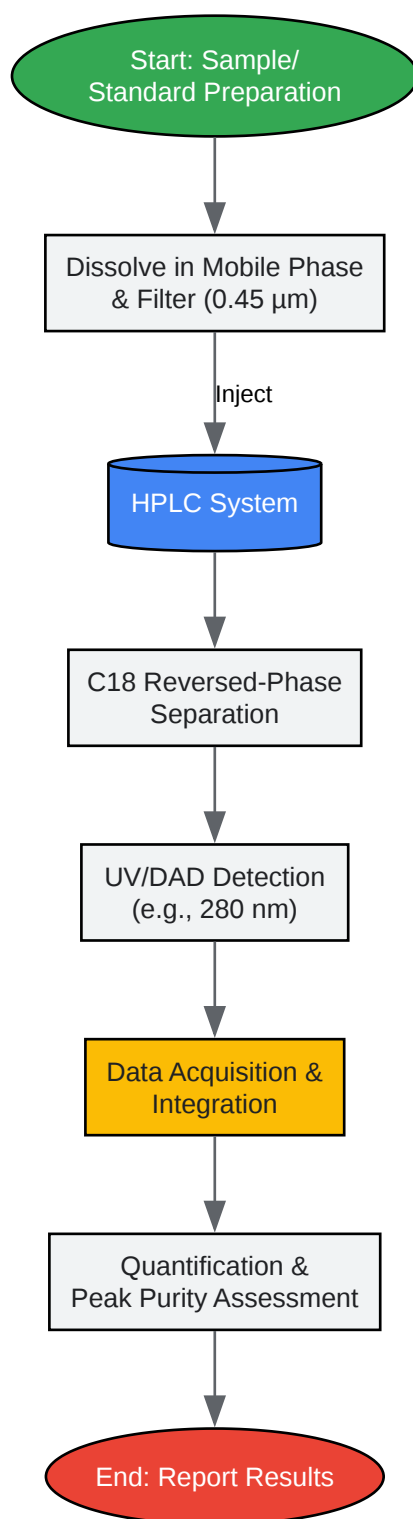 Start: Sample/
Standard Preparation
Dissolve in Mobile Phase
& Filter (0.45 µm)
Inject
HPLC System
C18 Reversed-Phase
Separation
UV/DAD Detection
(e.g., 280 nm)
Data Acquisition &
Integration
Quantification &
Peak Purity Assessment
End: Report Results